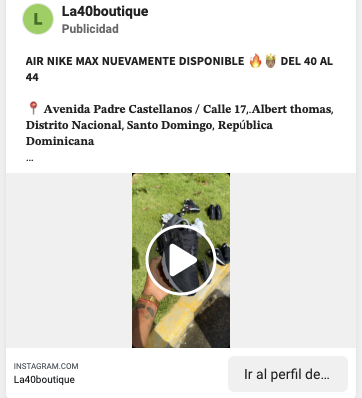 L
La40boutique
Publicidad
AIR NIKE MAX NUEVAMENTE DISPONIBLE 🔥🎁 DEL 40 AL
44
📍 Avenida Padre Castellanos / Calle 17,.Albert thomas,
Distrito Nacional, Santo Domingo, República
Dominicana
...
INSTAGRAM.COM
La40boutique
Ir al perfil de...